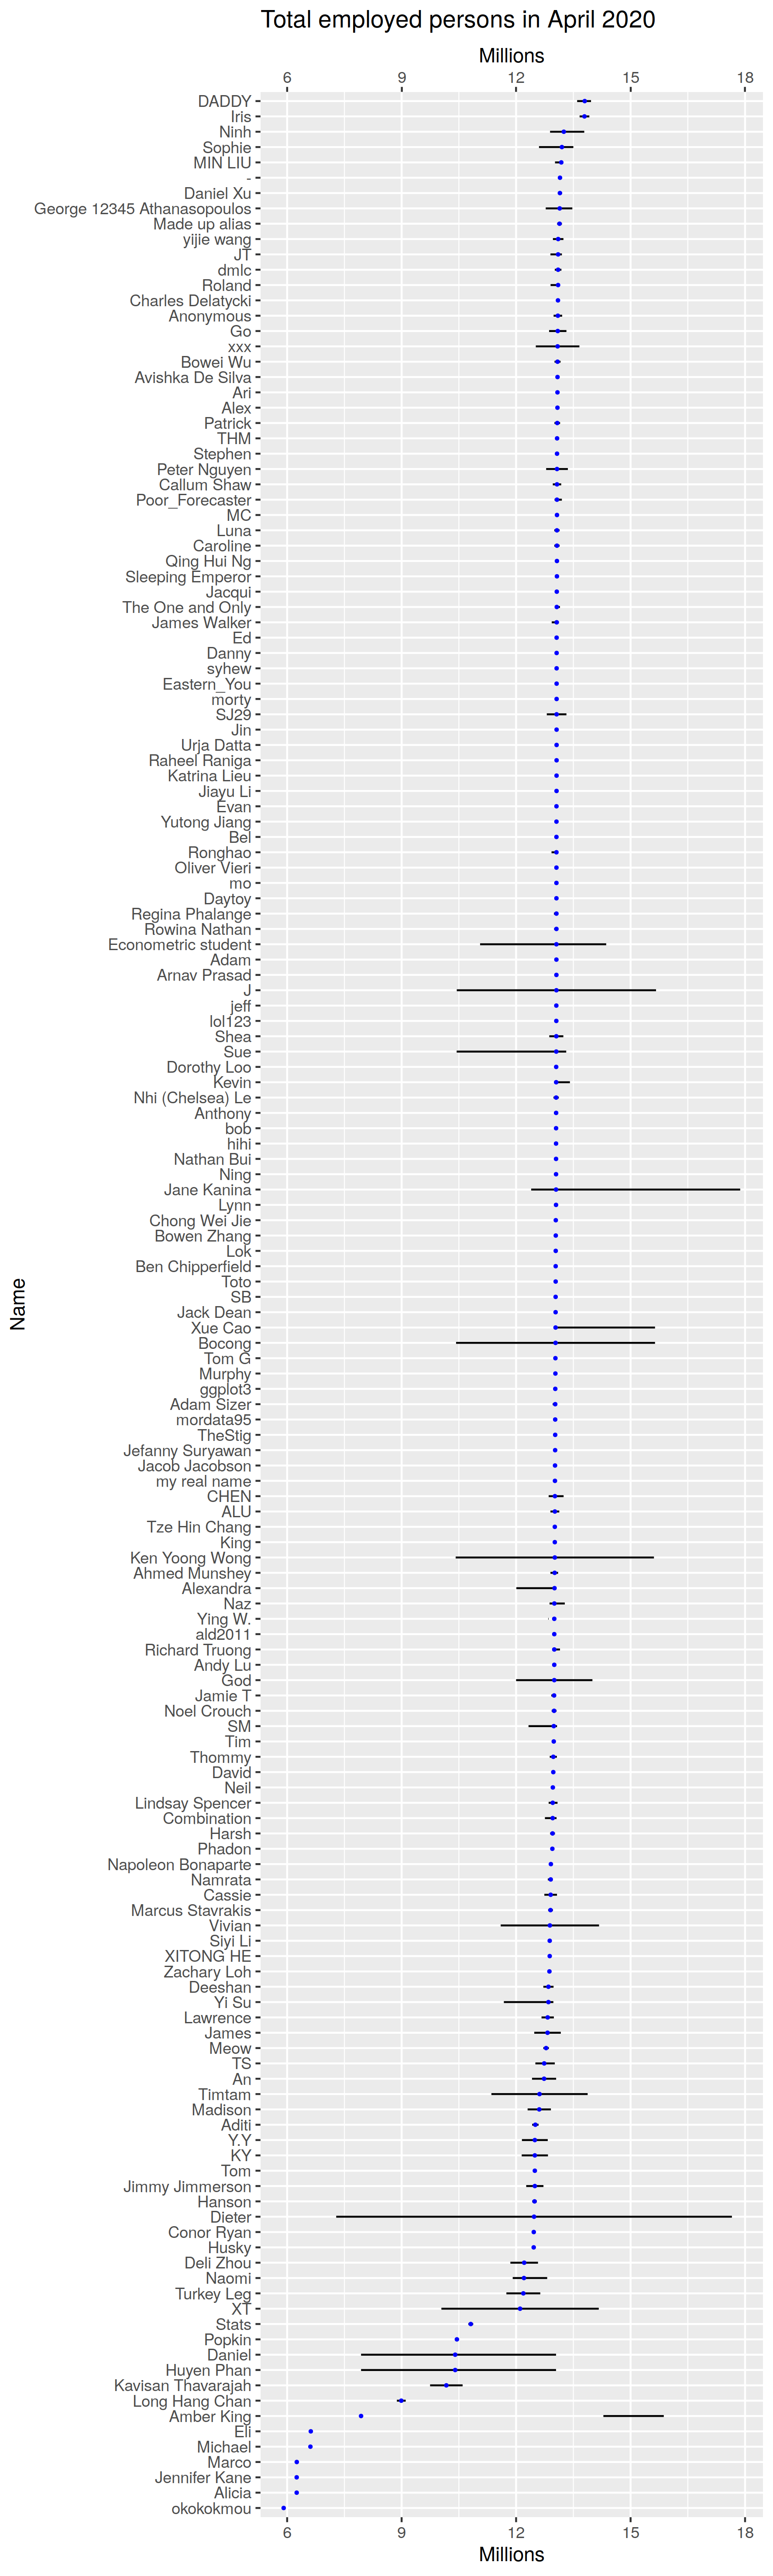 Total employed persons in April 2020
Millions
6 9 12 15 18
DADDY
Iris
Ninh
Sophie
MIN LIU
-
Daniel Xu
George 12345 Athanasopoulos
Made up alias
yijie wang
JT
dmlc
Roland
Charles Delatycki
Anonymous
Go
xxx
Bowei Wu
Avishka De Silva
Ari
Alex
Patrick
THM
Stephen
Peter Nguyen
Callum Shaw
Poor_Forecaster
MC
Luna
Caroline
Qing Hui Ng
Sleeping Emperor
Jacqui
The One and Only
James Walker
Ed
Danny
syhew
Eastern_You
morty
SJ29
Jin
Urja Datta
Raheel Raniga
Katrina Lieu
Jiayu Li
Evan
Yutong Jiang
Bel
Ronghao
Oliver Vieri
mo
Daytoy
Regina Phalange
Rowina Nathan
Econometric student
Adam
Arnav Prasad
J
jeff
lol123
Shea
Sue
Dorothy Loo
Kevin
Nhi (Chelsea) Le
Anthony
bob
hihi
Nathan Bui
Ning
Jane Kanina
Lynn
Chong Wei Jie
Bowen Zhang
Lok
Ben Chipperfield
Toto
SB
Jack Dean
Xue Cao
Bocong
Tom G
Murphy
ggplot3
Adam Sizer
mordata95
TheStig
Jefanny Suryawan
Jacob Jacobson
my real name
CHEN
ALU
Tze Hin Chang
King
Ken Yoong Wong
Ahmed Munshey
Alexandra
Naz
Ying W.
ald2011
Richard Truong
Andy Lu
God
Jamie T
Noel Crouch
SM
Tim
Thommy
David
Neil
Lindsay Spencer
Combination
Harsh
Phadon
Napoleon Bonaparte
Namrata
Cassie
Marcus Stavrakis
Vivian
Siyi Li
XITONG HE
Zachary Loh
Deeshan
Yi Su
Lawrence
James
Meow
TS
An
Timtam
Madison
Aditi
Y.Y
KY
Tom
Jimmy Jimmerson
Hanson
Dieter
Conor Ryan
Husky
Deli Zhou
Naomi
Turkey Leg
XT
Stats
Popkin
Daniel
Huyen Phan
Kavisan Thavarajah
Long Hang Chan
Amber King
Eli
Michael
Marco
Jennifer Kane
Alicia
okokokmou
Name
6 9 12 15 18
Millions